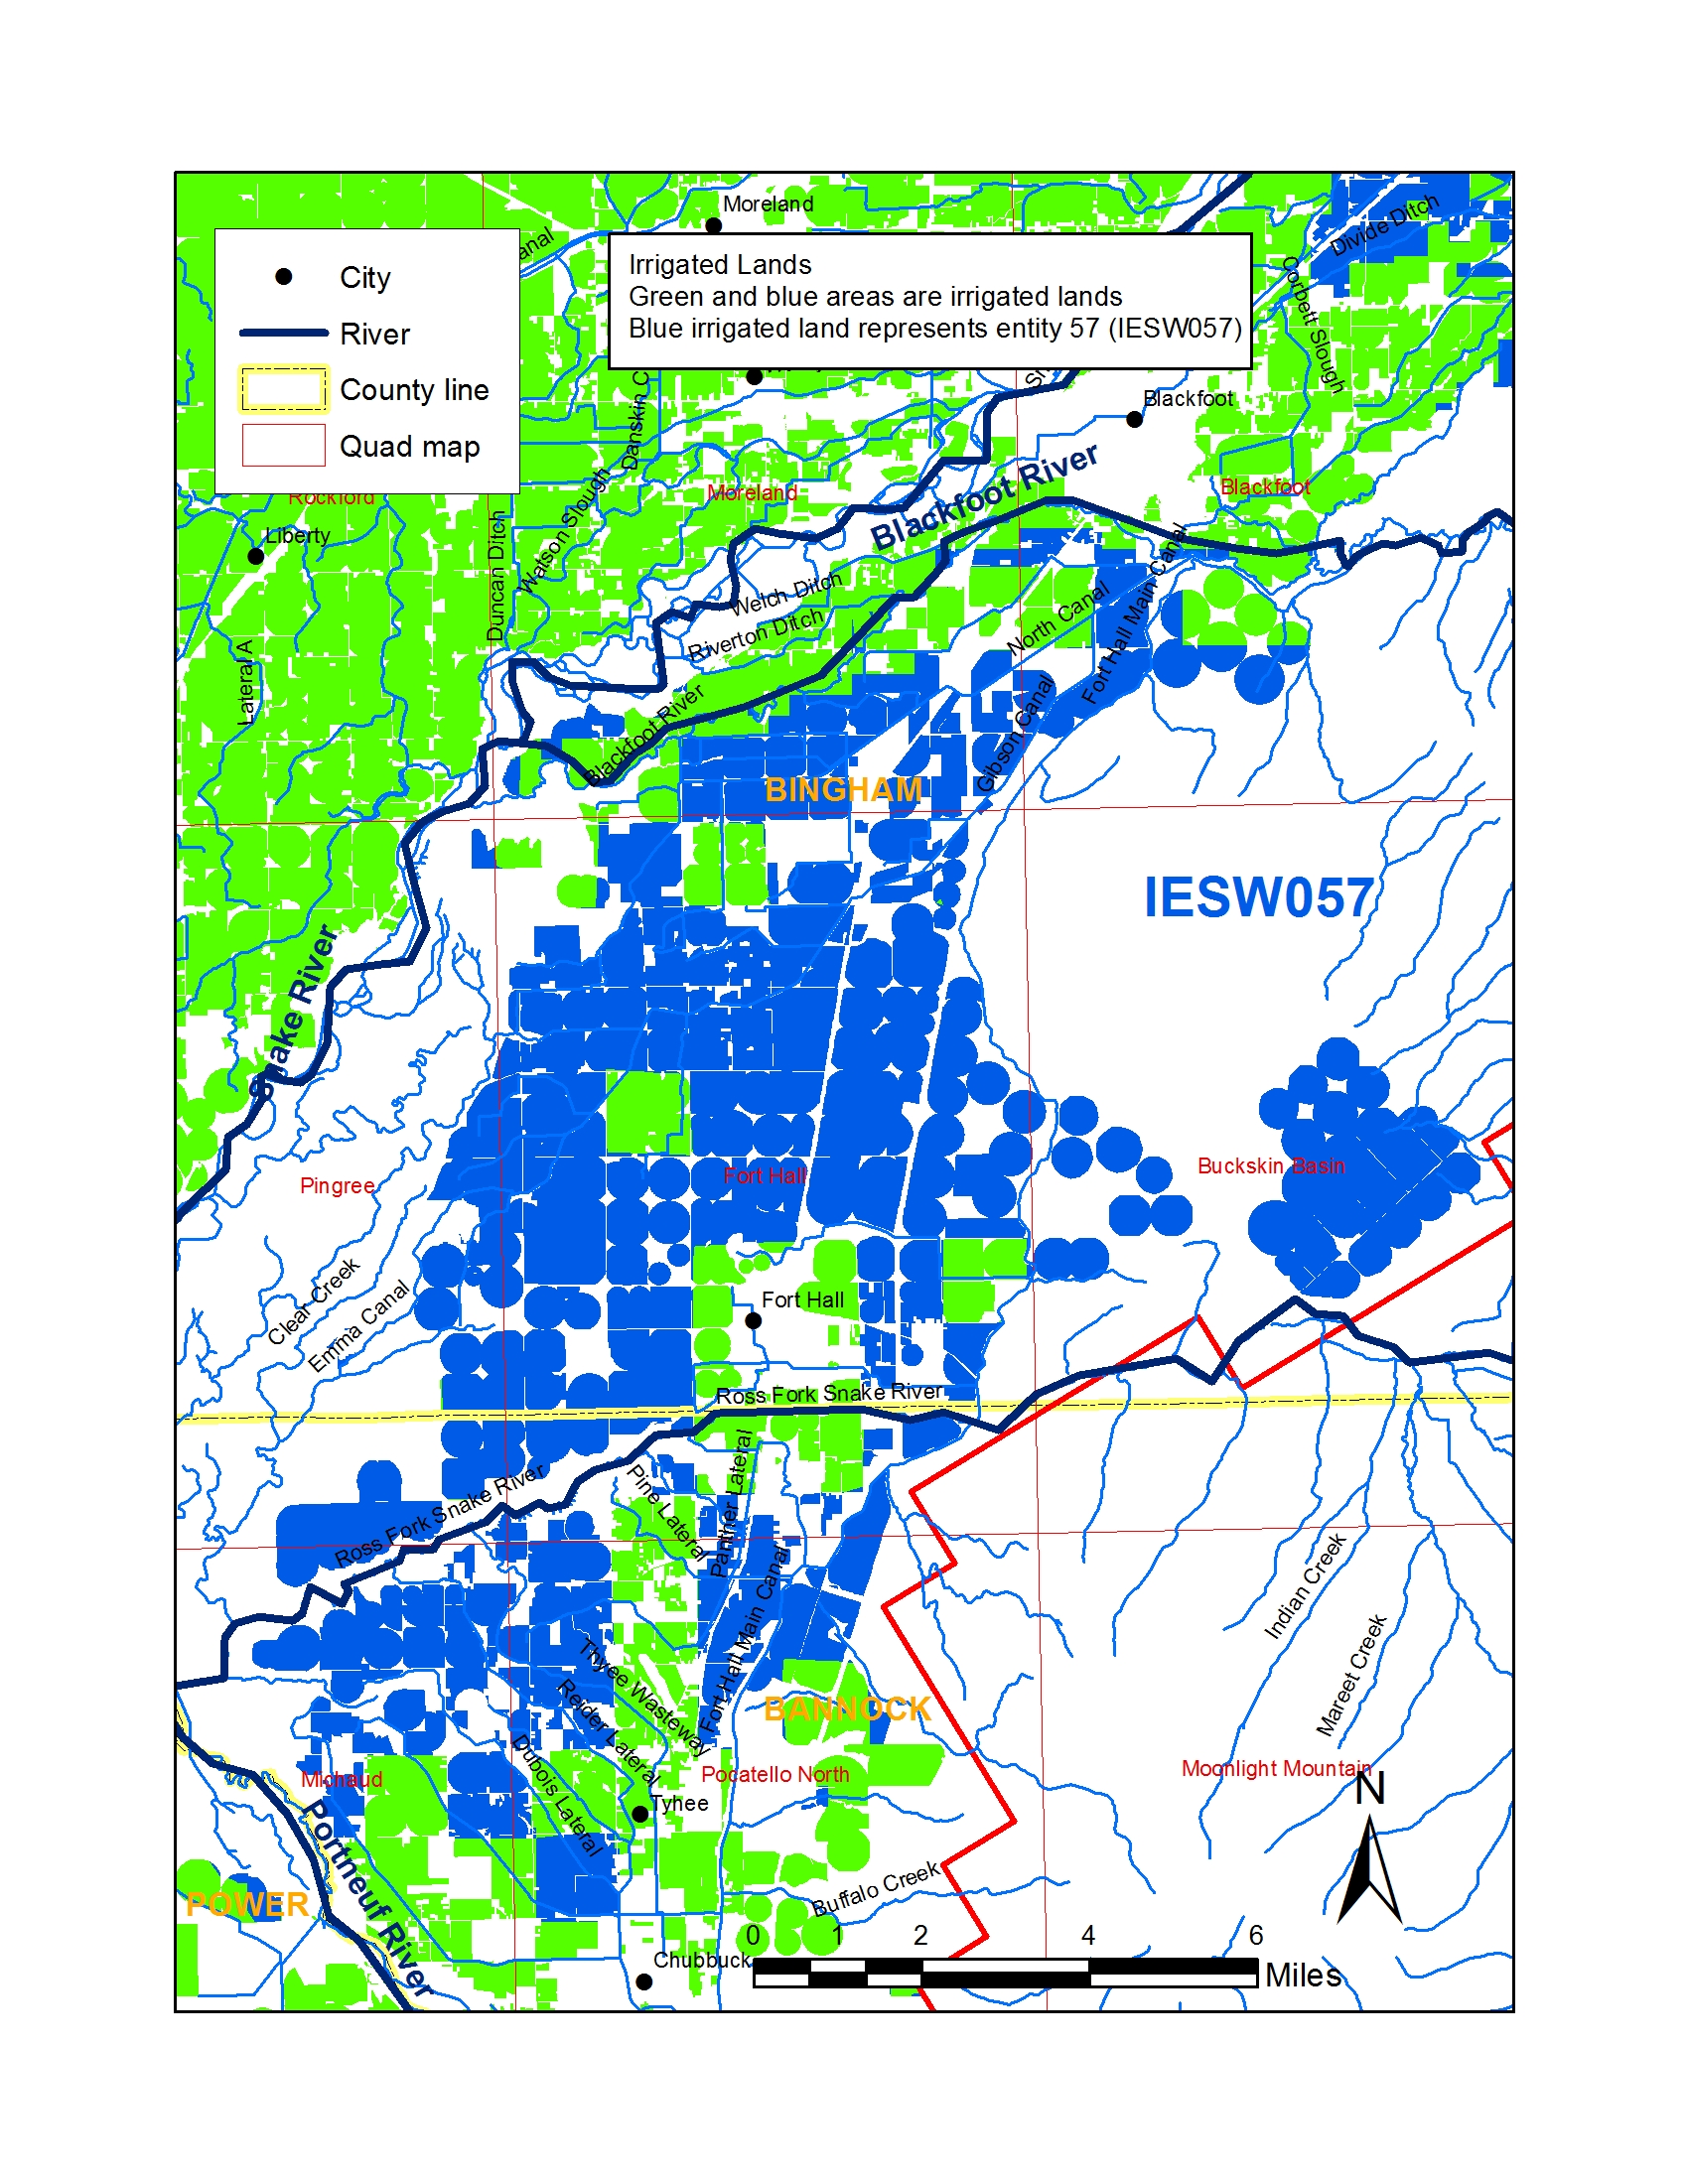 Moreland
Divide Ditch
anal
City
River
County line
Quad map
Irrigated Lands
Green and blue areas are irrigated lands
Blue irrigated land represents entity 57 (IESW057)
Corbett Slough
Danskin C
Blackfoot
Rockford
Moreland
Blackfoot River
Blackfoot
Liberty
Duncan Ditch
Watson Slough
Welch Ditch
Riverton Ditch
North Canal
Fort Hall Main Canal
Lateral A
Blackfoot River
Gibson Canal
BINGHAM
IESW057
Snake River
Pingree
Fort Hall
Buckskin Basin
Clear Creek
Emma Canal
Fort Hall
Ross Fork Snake River
Ross Fork Snake River
Pine Lateral
Panther Lateral
Fort Hall Main Canal
Indian Creek
Mareet Creek
Thyee Wasteway
Reider Lateral
Dubois Lateral
BANNOCK
Michaud
Pocatello North
Moonlight Mountain
N
Tyhee
Portneuf River
POWER
Buffalo Creek
Chubbuck
0 1 2 4 6
Miles